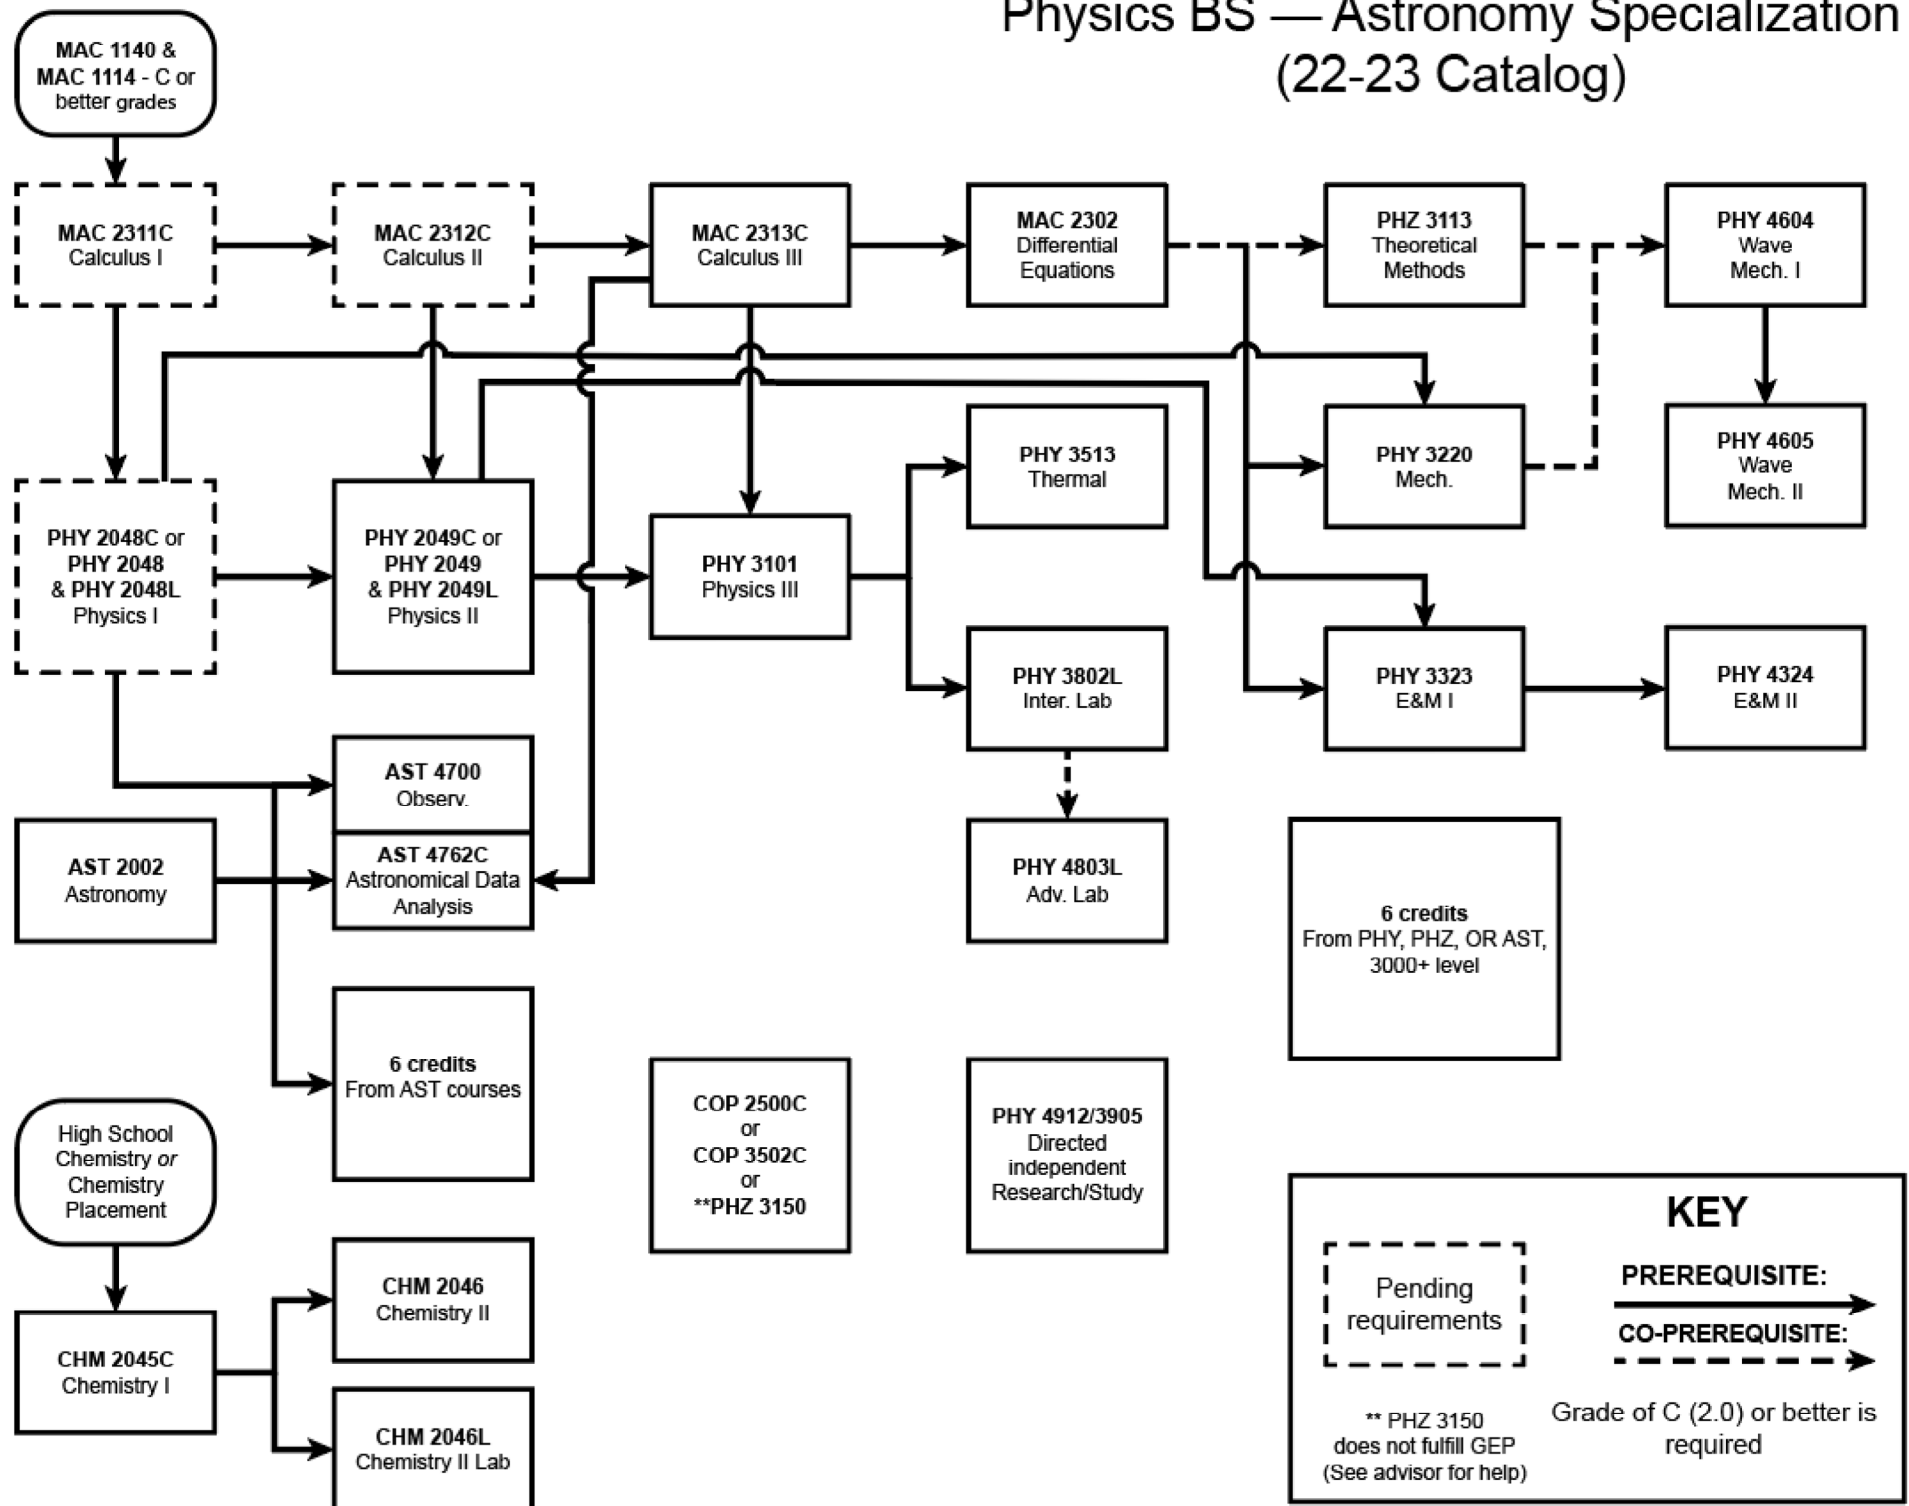 Physics BS — Astronomy Specialization
(22-23 Catalog)
MAC 1140 &
MAC 1114 - C or
better grades
MAC 2311C
Calculus I
MAC 2312C
Calculus II
MAC 2313C
Calculus III
MAC 2302
Differential
Equations
PHZ 3113
Theoretical
Methods
PHY 4604
Wave
Mech. I
PHY 3513
Thermal
PHY 3220
Mech.
PHY 4605
Wave
Mech. II
PHY 2048C or
PHY 2048
& PHY 2048L
Physics I
PHY 2049C or
PHY 2049
& PHY 2049L
Physics II
PHY 3101
Physics III
PHY 3802L
Inter. Lab
PHY 3323
E&M I
PHY 4324
E&M II
AST 4700
Observ.
AST 2002
Astronomy
AST 4762C
Astronomical Data
Analysis
PHY 4803L
Adv. Lab
6 credits
From PHY, PHZ, OR AST,
3000+ level
6 credits
From AST courses
COP 2500C
or
COP 3502C
or
**PHZ 3150
PHY 4912/3905
Directed
independent
Research/Study
High School
Chemistry or
Chemistry
Placement
CHM 2045C
Chemistry I
CHM 2046
Chemistry II
CHM 2046L
Chemistry II Lab
KEY
Pending
requirements
PREREQUISITE:
CO-PREREQUISITE:
** PHZ 3150
does not fulfill GEP
(See advisor for help)
Grade of C (2.0) or better is
required